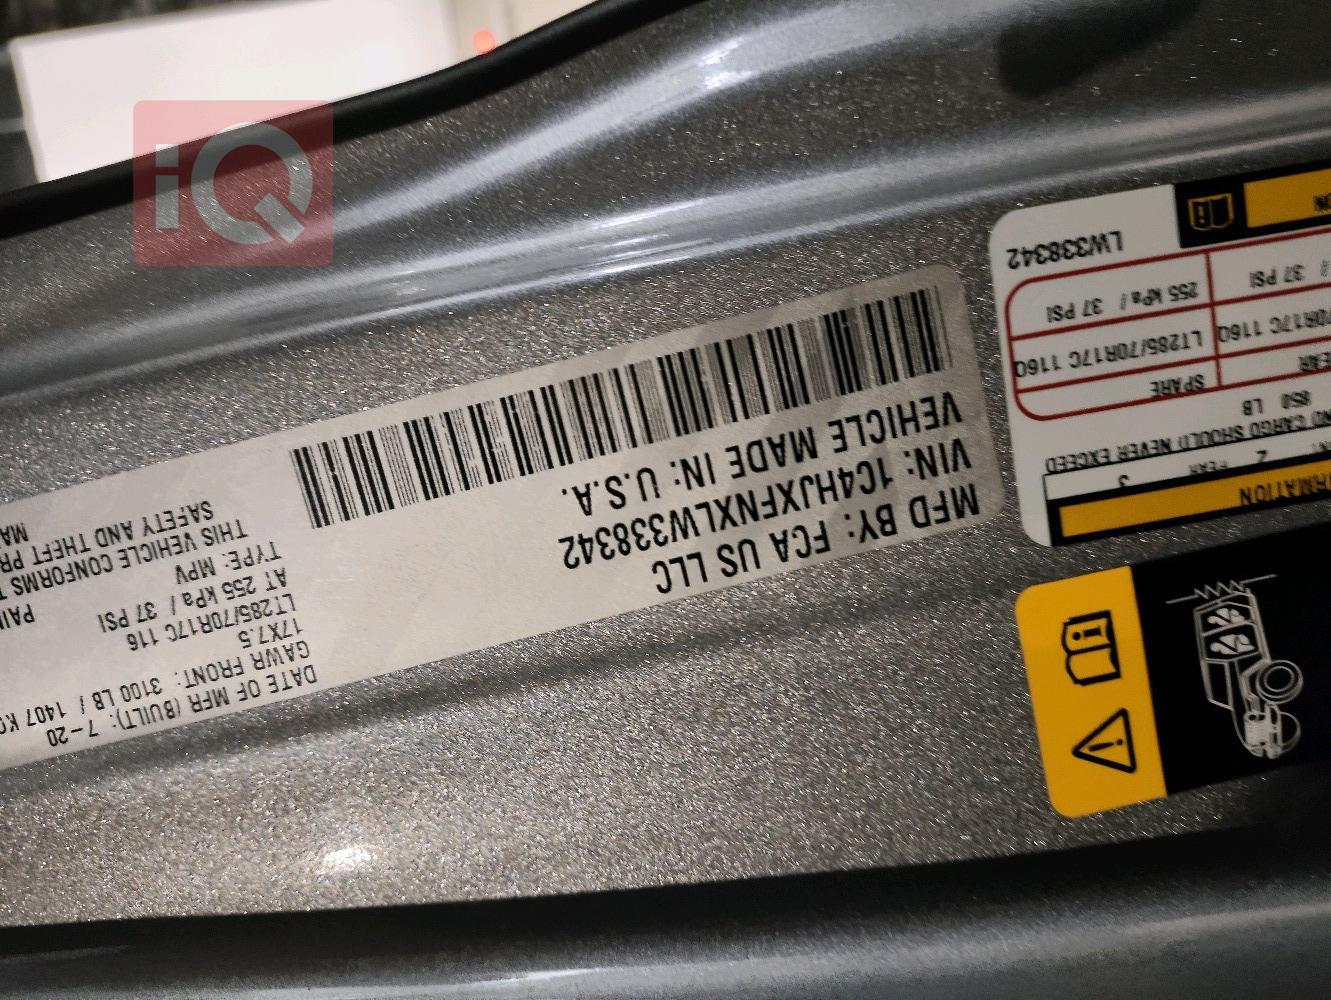 iQ
MFD BY: FCA US LLC
VIN: 1C4HJXFNXLW338342
VEHICLE MADE IN: U.S.A.
DATE OF MFR (BUILT): 7-20
GAWR FRONT: 3100 LB / 1407
17X7.5
LT285/70R17C 116
AT 255 kPa / 37 PSI
TYPE: MPV
THIS VEHICLE CONFORMS
SAFETY AND THEFT
CARGO SHOULD NEVER EXCEED
850 LB
SPARE
LT285/70R17C 116Q
255 kPa / 37 PSI
37 PSI
LW338342